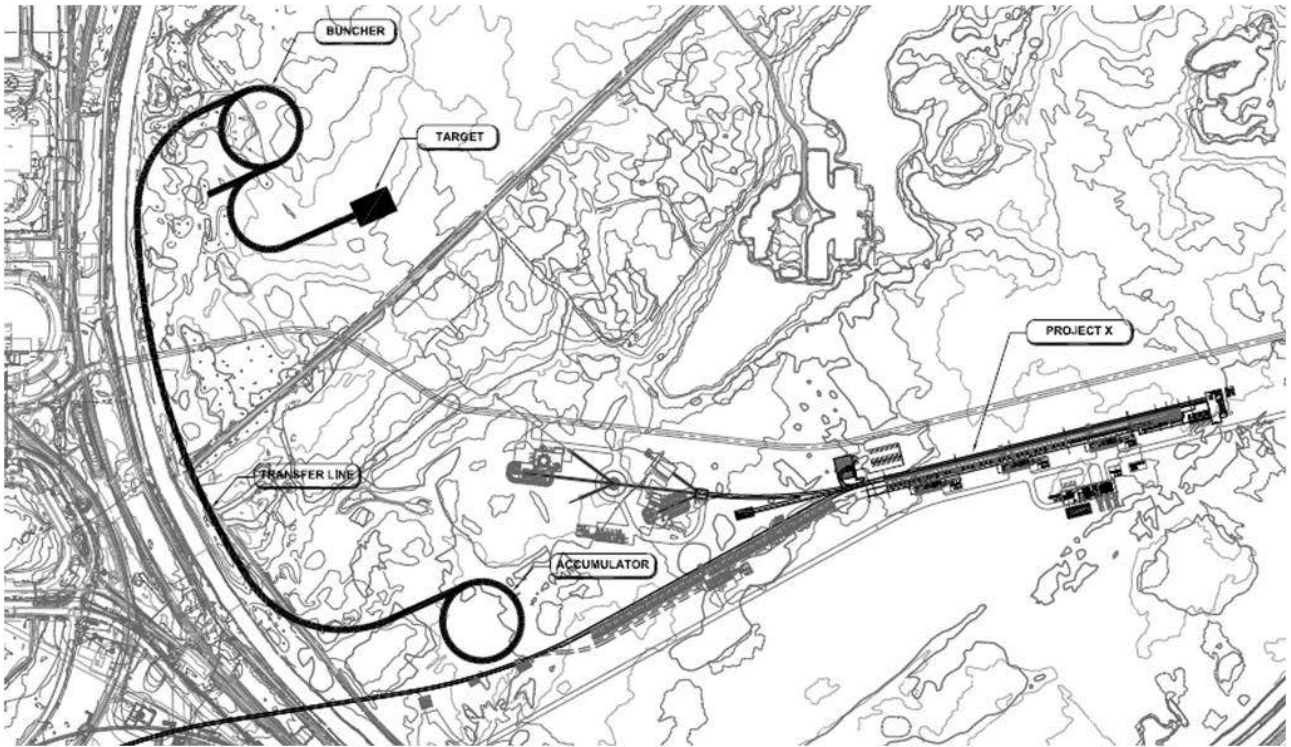 BUNCHER
TARGET
PROJECT X
TRANSFER LINE
ACCUMULATOR